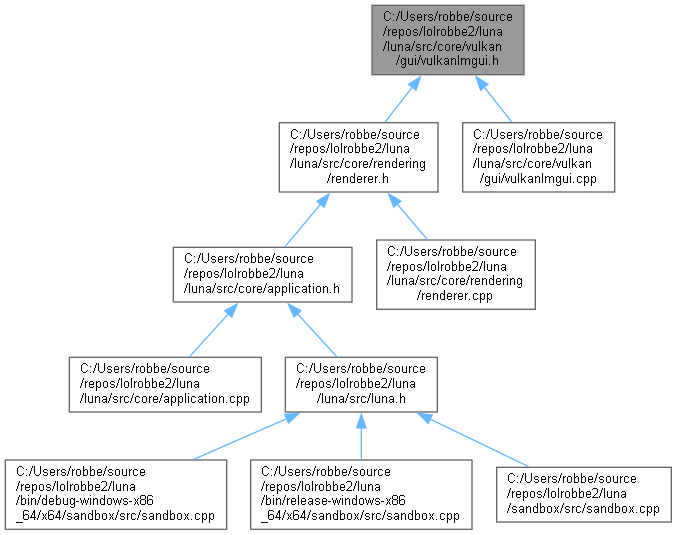 C:/Users/robbe/source
/repos/lolrobbe2/luna
/luna/src/core/vulkan
/gui/vulkanImgui.h
C:/Users/robbe/source
/repos/lolrobbe2/luna
/luna/src/core/rendering
/renderer.h
C:/Users/robbe/source
/repos/lolrobbe2/luna
/luna/src/core/vulkan
/gui/vulkanImgui.cpp
C:/Users/robbe/source
/repos/lolrobbe2/luna
/luna/src/core/application.h
C:/Users/robbe/source
/repos/lolrobbe2/luna
/luna/src/core/rendering
/renderer.cpp
C:/Users/robbe/source
/repos/lolrobbe2/luna
/luna/src/core/application.cpp
C:/Users/robbe/source
/repos/lolrobbe2/luna
/luna/src/luna.h
C:/Users/robbe/source
/repos/lolrobbe2/luna
/bin/debug-windows-x86
_64/x64/sandbox/src/sandbox.cpp
C:/Users/robbe/source
/repos/lolrobbe2/luna
/bin/release-windows-x86
_64/x64/sandbox/src/sandbox.cpp
C:/Users/robbe/source
/repos/lolrobbe2/luna
/sandbox/src/sandbox.cpp